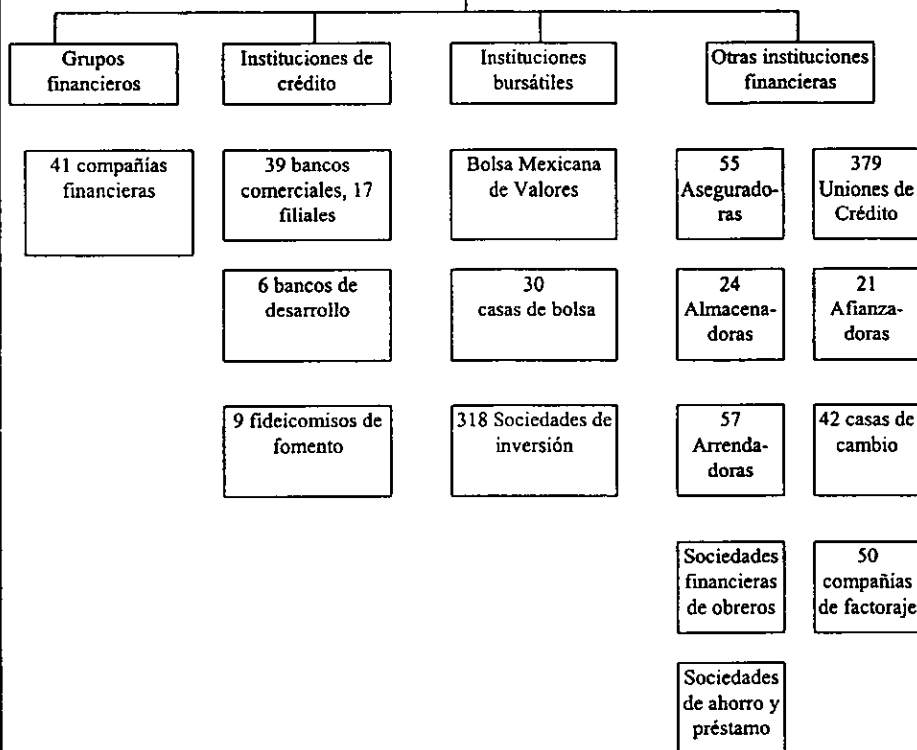 Grupos
financieros
Instituciones de
crédito
Instituciones
bursátiles
Otras instituciones
financieras
41 compañías
financieras
39 bancos
comerciales, 17
filiales
Bolsa Mexicana
de Valores
55
Asegurado-
ras
379
Uniones de
Crédito
6 bancos de
desarrollo
30
casas de bolsa
24
Almacena-
doras
21
Afianza-
doras
9 fideicomisos de
fomento
318 Sociedades de
inversión
57
Arrenda-
doras
42 casas de
cambio
Sociedades
financieras
de obreros
50
compañías
de factoraje
Sociedades
de ahorro y
préstamo